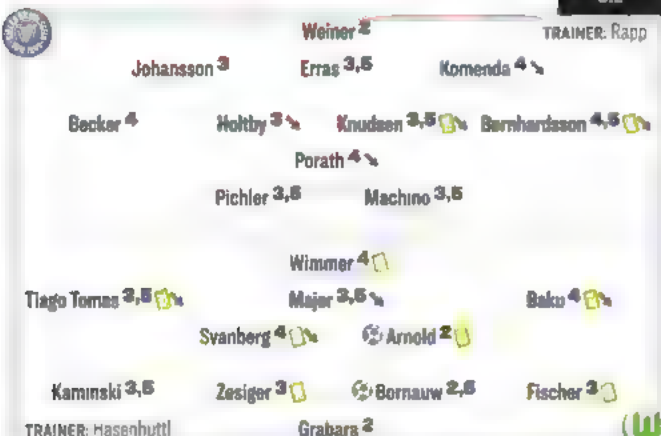 Weiner 2
TRAINER: Rapp
Johansson 3 Erras 3,5 Komenda 4
Becker 4 Holtby 3 Knudsen 3,5 Bernhardsson 4,5
Porath 4
Pichler 3,5 Machino 3,5
Wimmer 4
Tiago Tomas 3,5 Majer 3,5 Baku 4
Svanberg 4 Arnold 2
Kaminski 3,5 Zesiger 3 Bornauw 2,5 Fischer 3
TRAINER: Hasenhuttl Grabara 2